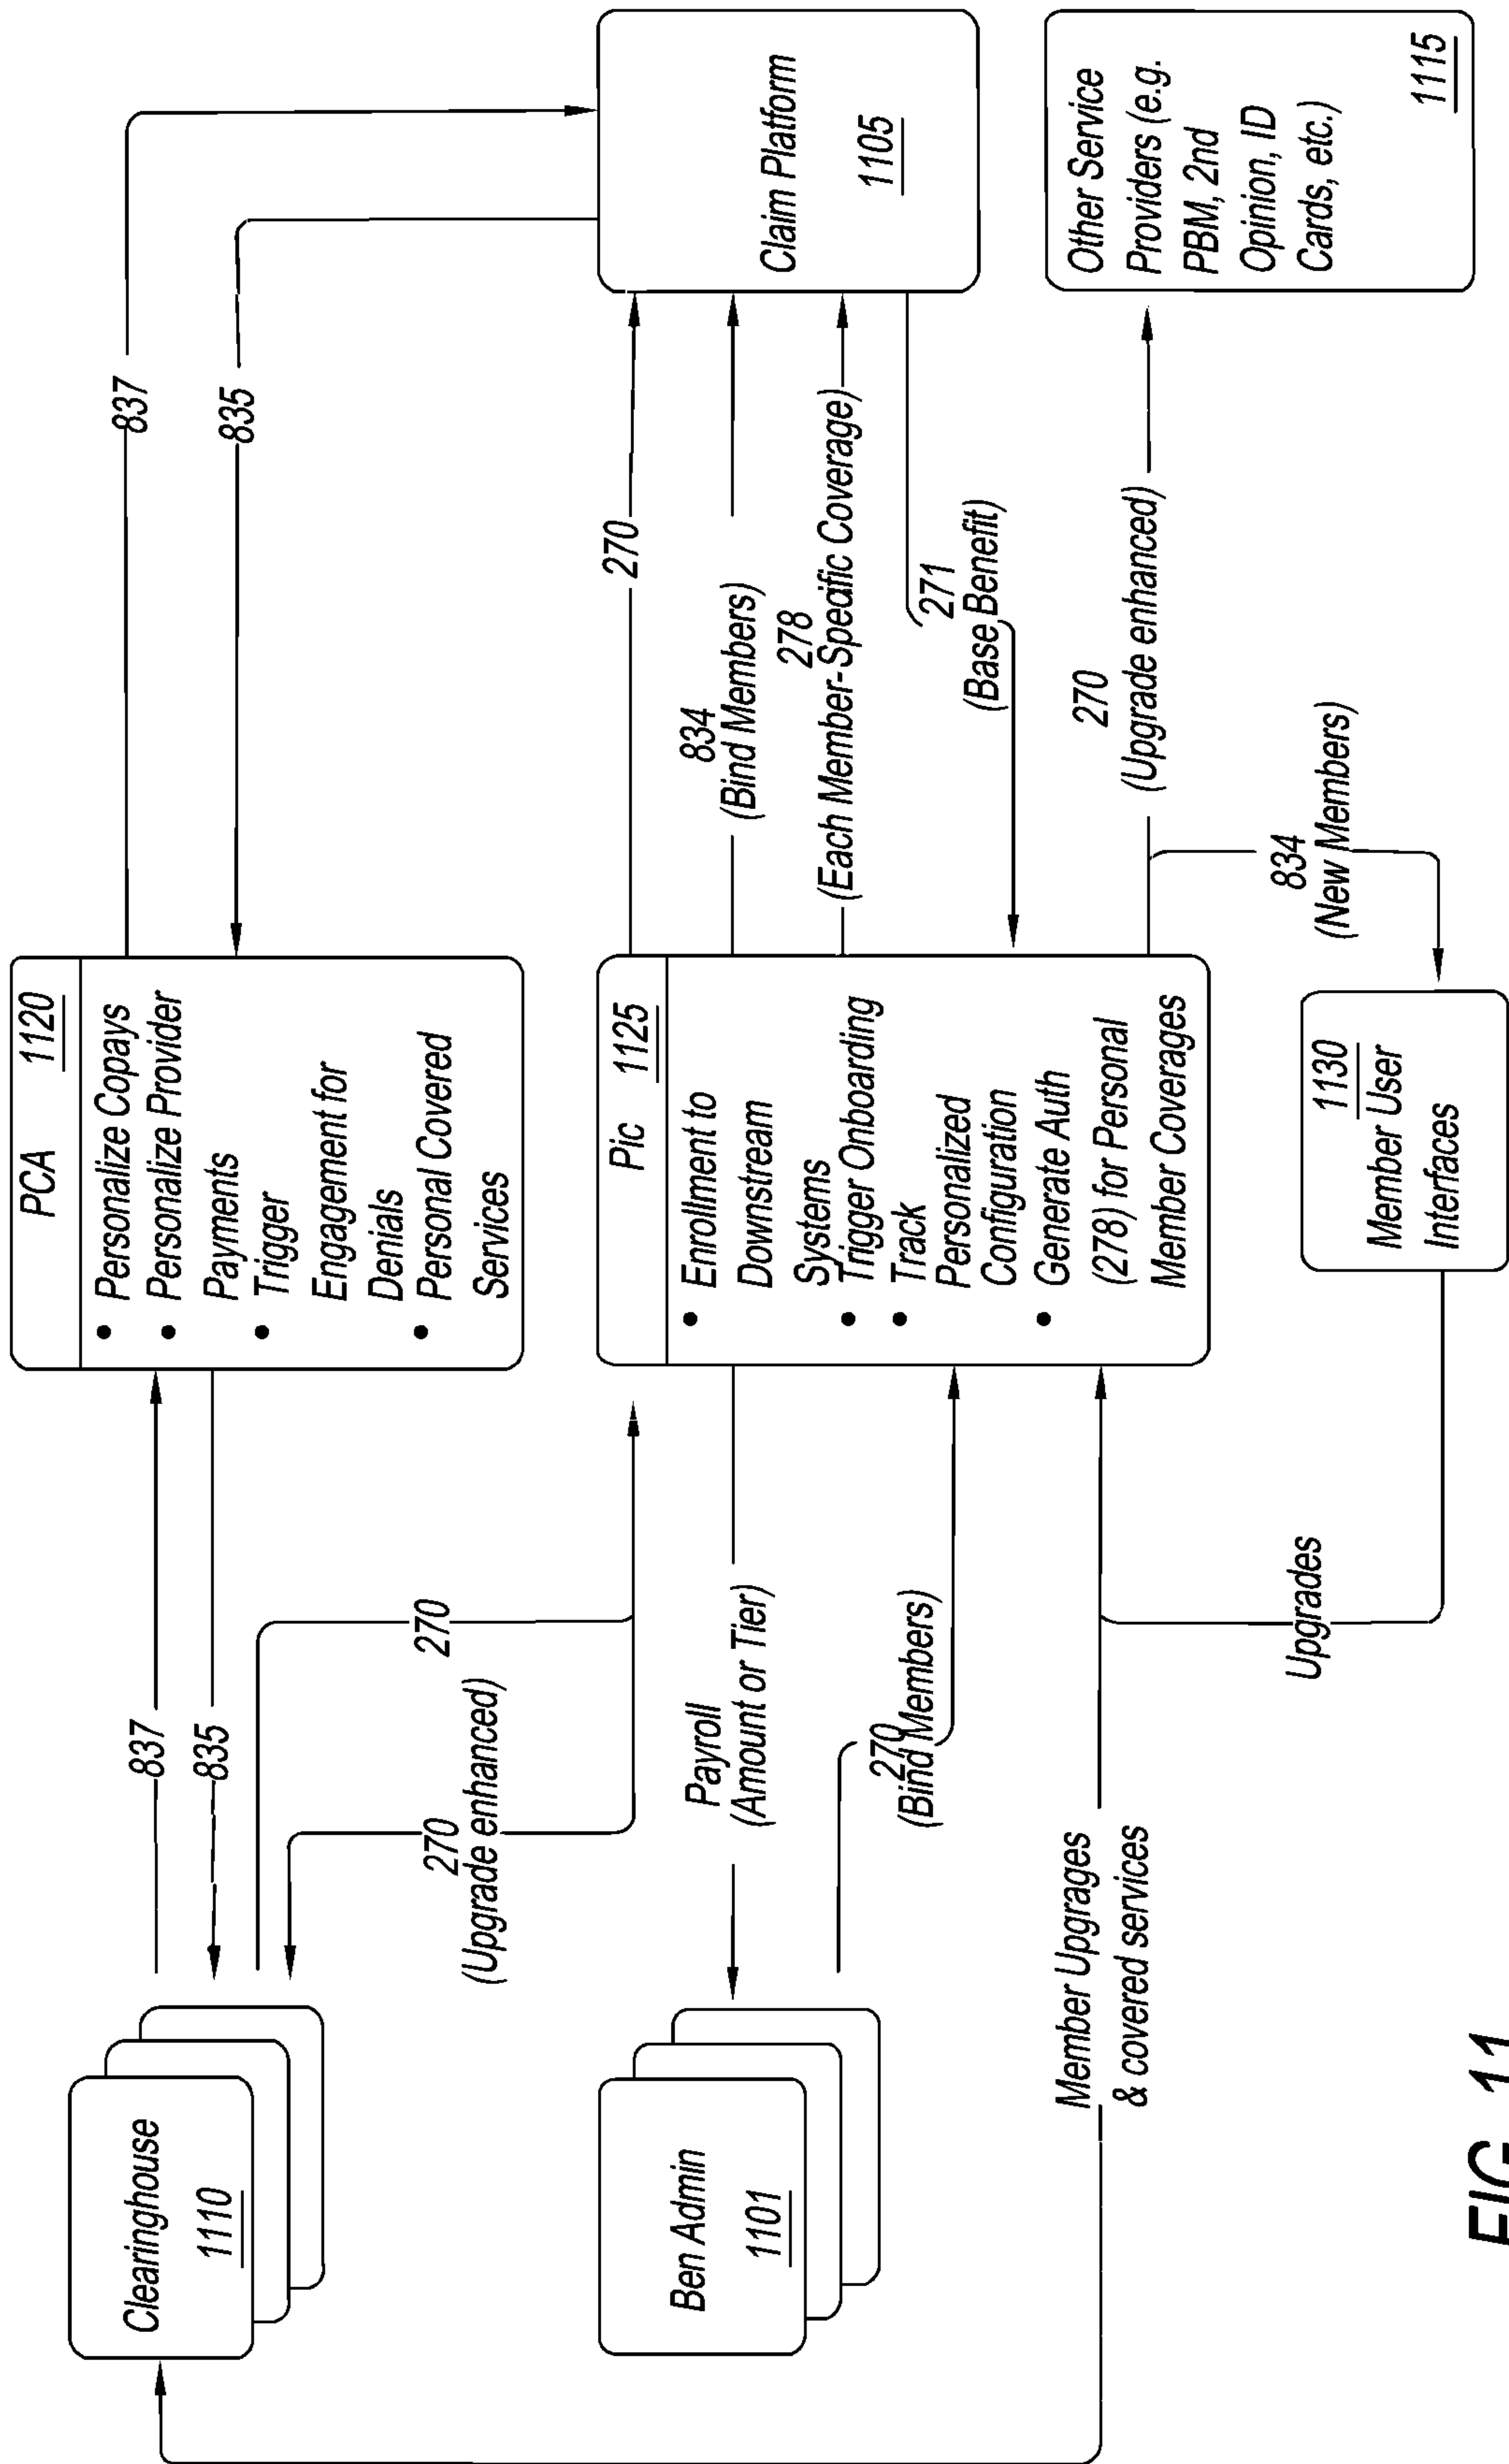 Clearinghouse
1110
837
835
270
270
(Upgrade enhanced)
PCA 1120
• Personalize Copays
• Personalize Provider
Payments
• Trigger
Engagement for
Denials
• Personal Covered
Services
837
835
Ben Admin
1101
Payroll
(Amount or Tier)
270
(Bind Members)
Pic 1125
• Enrollment to
Downstream
Systems
• Trigger Onboarding
• Track
Personalized
Configuration
• Generate Auth
(278) for Personal
Member Coverages
270
834
(Bind Members)
278
(Each Member-Specific Coverage)
271
(Base Benefit)
Claim Platform
1105
Member Upgrages
& covered services
Upgrades
1130
Member User
Interfaces
270
(Upgrade enhanced)
834
(New Members)
Other Service
Providers (e.g.
PBM, 2nd
Opinion, ID
Cards, etc.)
1115
FIG. 11